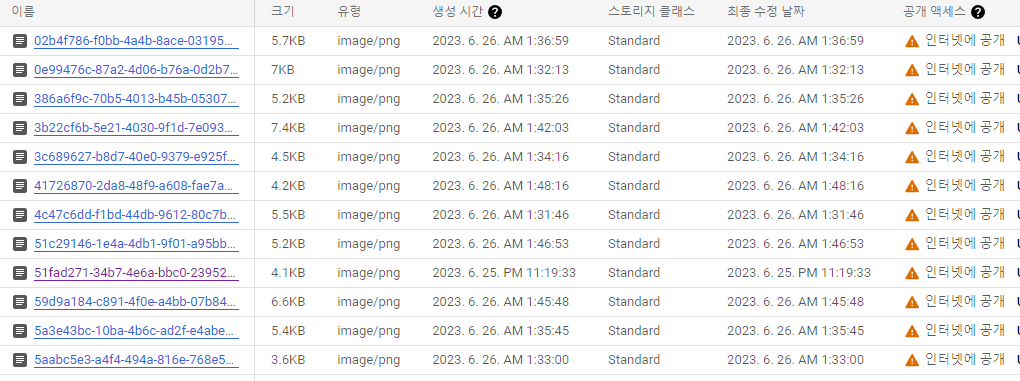 이름 크기 유형 생성 시간 스토리지 클래스 최종 수정 날짜 공개 액세스
02b4f786-f0bb-4a4b-8ace-03195... 5.7KB image/png 2023. 6. 26. AM 1:36:59 Standard 2023. 6. 26. AM 1:36:59 인터넷에 공개
0e99476c-87a2-4d06-b76a-0d2b7... 7KB image/png 2023. 6. 26. AM 1:32:13 Standard 2023. 6. 26. AM 1:32:13 인터넷에 공개
386a6f9c-70b5-4013-b45b-05307... 5.2KB image/png 2023. 6. 26. AM 1:35:26 Standard 2023. 6. 26. AM 1:35:26 인터넷에 공개
3b22cf6b-5e21-4030-9f1d-7e093... 7.4KB image/png 2023. 6. 26. AM 1:42:03 Standard 2023. 6. 26. AM 1:42:03 인터넷에 공개
3c689627-b8d7-40e0-9379-e925f... 4.5KB image/png 2023. 6. 26. AM 1:34:16 Standard 2023. 6. 26. AM 1:34:16 인터넷에 공개
41726870-2da8-48f9-a608-fae7a... 4.2KB image/png 2023. 6. 26. AM 1:48:16 Standard 2023. 6. 26. AM 1:48:16 인터넷에 공개
4c47c6dd-f1bd-44db-9612-80c7b... 5.5KB image/png 2023. 6. 26. AM 1:31:46 Standard 2023. 6. 26. AM 1:31:46 인터넷에 공개
51c29146-1e4a-4db1-9f01-a95bb... 5.2KB image/png 2023. 6. 26. AM 1:46:53 Standard 2023. 6. 26. AM 1:46:53 인터넷에 공개
51fad271-34b7-4e6a-bbc0-23952... 4.1KB image/png 2023. 6. 25. PM 11:19:33 Standard 2023. 6. 25. PM 11:19:33 인터넷에 공개
59d9a184-c891-4f0e-a4bb-07b84... 6.6KB image/png 2023. 6. 26. AM 1:45:48 Standard 2023. 6. 26. AM 1:45:48 인터넷에 공개
5a3e43bc-10ba-4b6c-ad2f-e4abe... 5.4KB image/png 2023. 6. 26. AM 1:35:45 Standard 2023. 6. 26. AM 1:35:45 인터넷에 공개
5aabc5e3-a4f4-494a-816e-768e5... 3.6KB image/png 2023. 6. 26. AM 1:33:00 Standard 2023. 6. 26. AM 1:33:00 인터넷에 공개